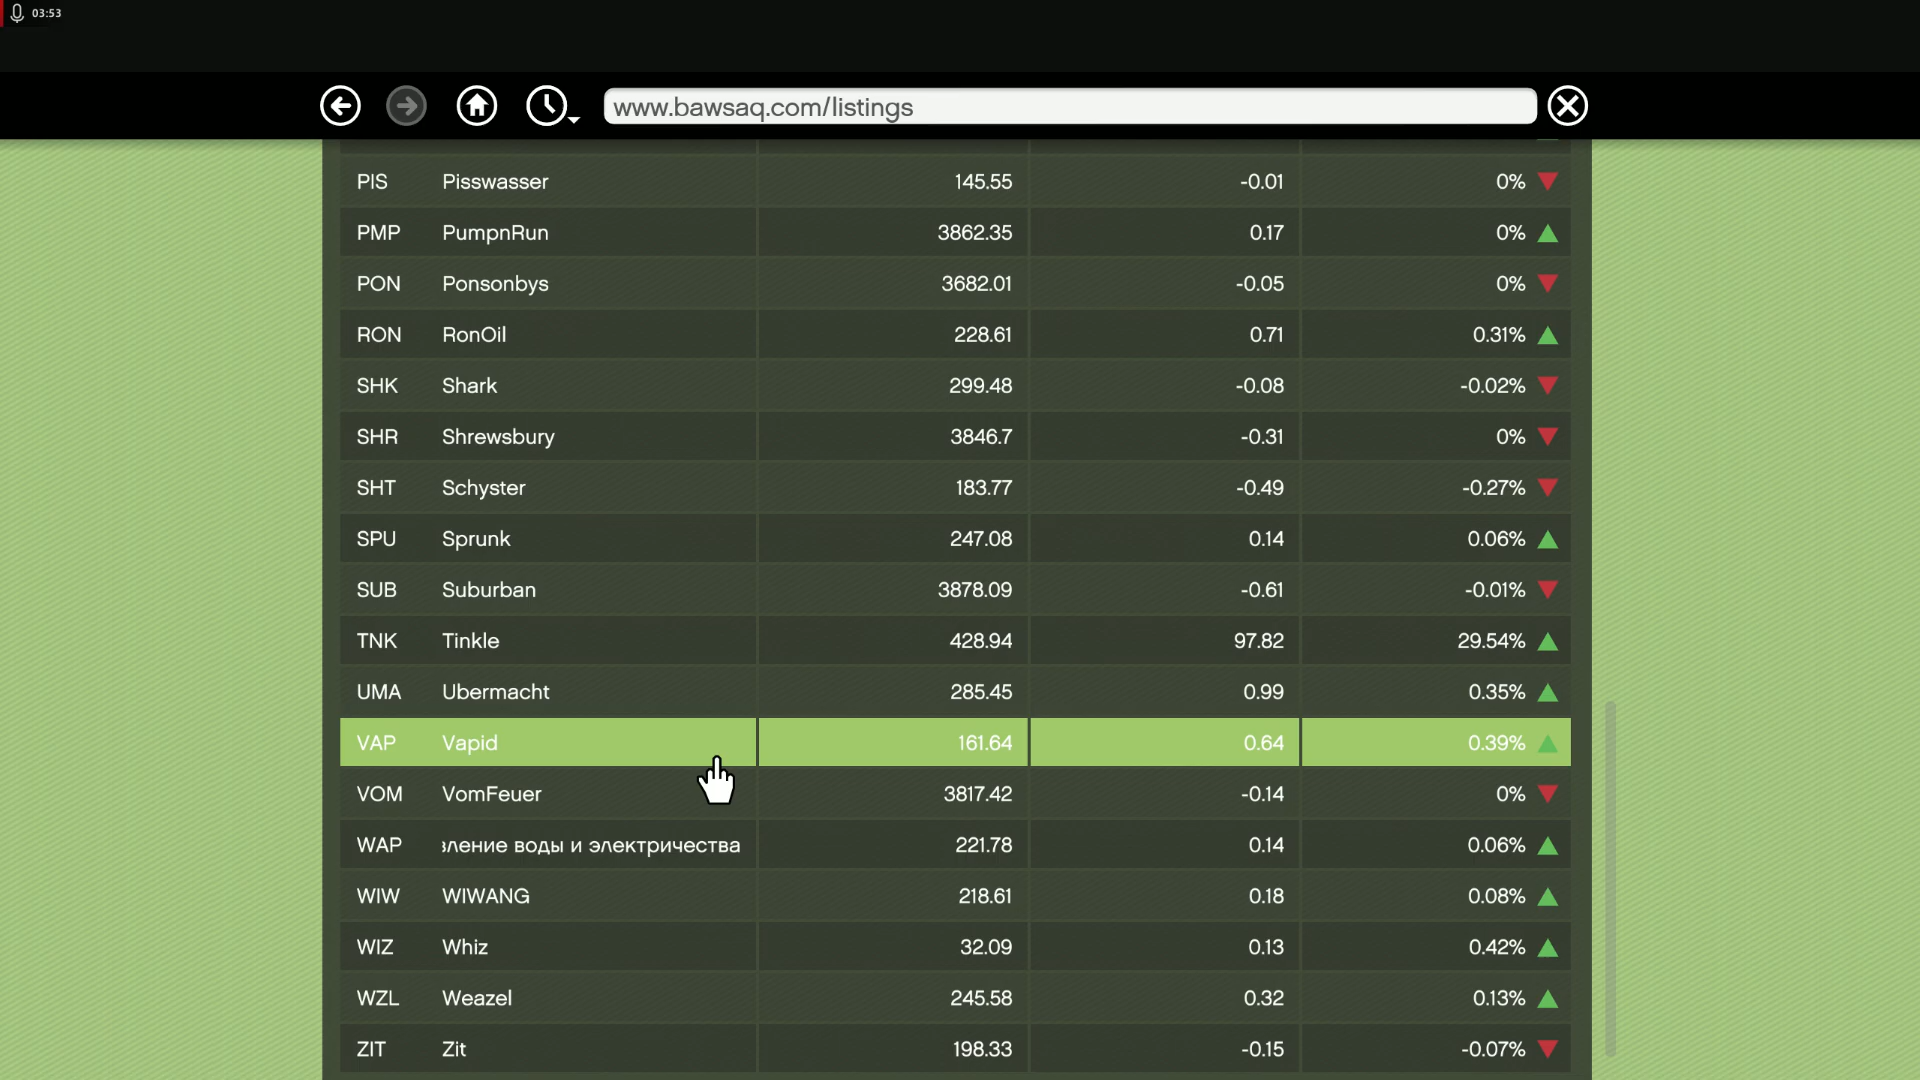 03:53
www.bawsaq.com/listings
PIS Pisswasser 145.55 -0.01 0%
PMP PumpnRun 3862.35 0.17 0%
PON Ponsonbys 3682.01 -0.05 0%
RON RonOil 228.61 0.71 0.31%
SHK Shark 299.48 -0.08 -0.02%
SHR Shrewsbury 3846.7 -0.31 0%
SHT Schyster 183.77 -0.49 -0.27%
SPU Sprunk 247.08 0.14 0.06%
SUB Suburban 3878.09 -0.61 -0.01%
TNK Tinkle 428.94 97.82 29.54%
UMA Ubermacht 285.45 0.99 0.35%
VAP Vapid 161.64 0.64 0.39%
VOM VomFeuer 3817.42 -0.14 0%
WAP вление воды и электричества 221.78 0.14 0.06%
WIW WIWANG 218.61 0.18 0.08%
WIZ Whiz 32.09 0.13 0.42%
WZL Weazel 245.58 0.32 0.13%
ZIT Zit 198.33 -0.15 -0.07%